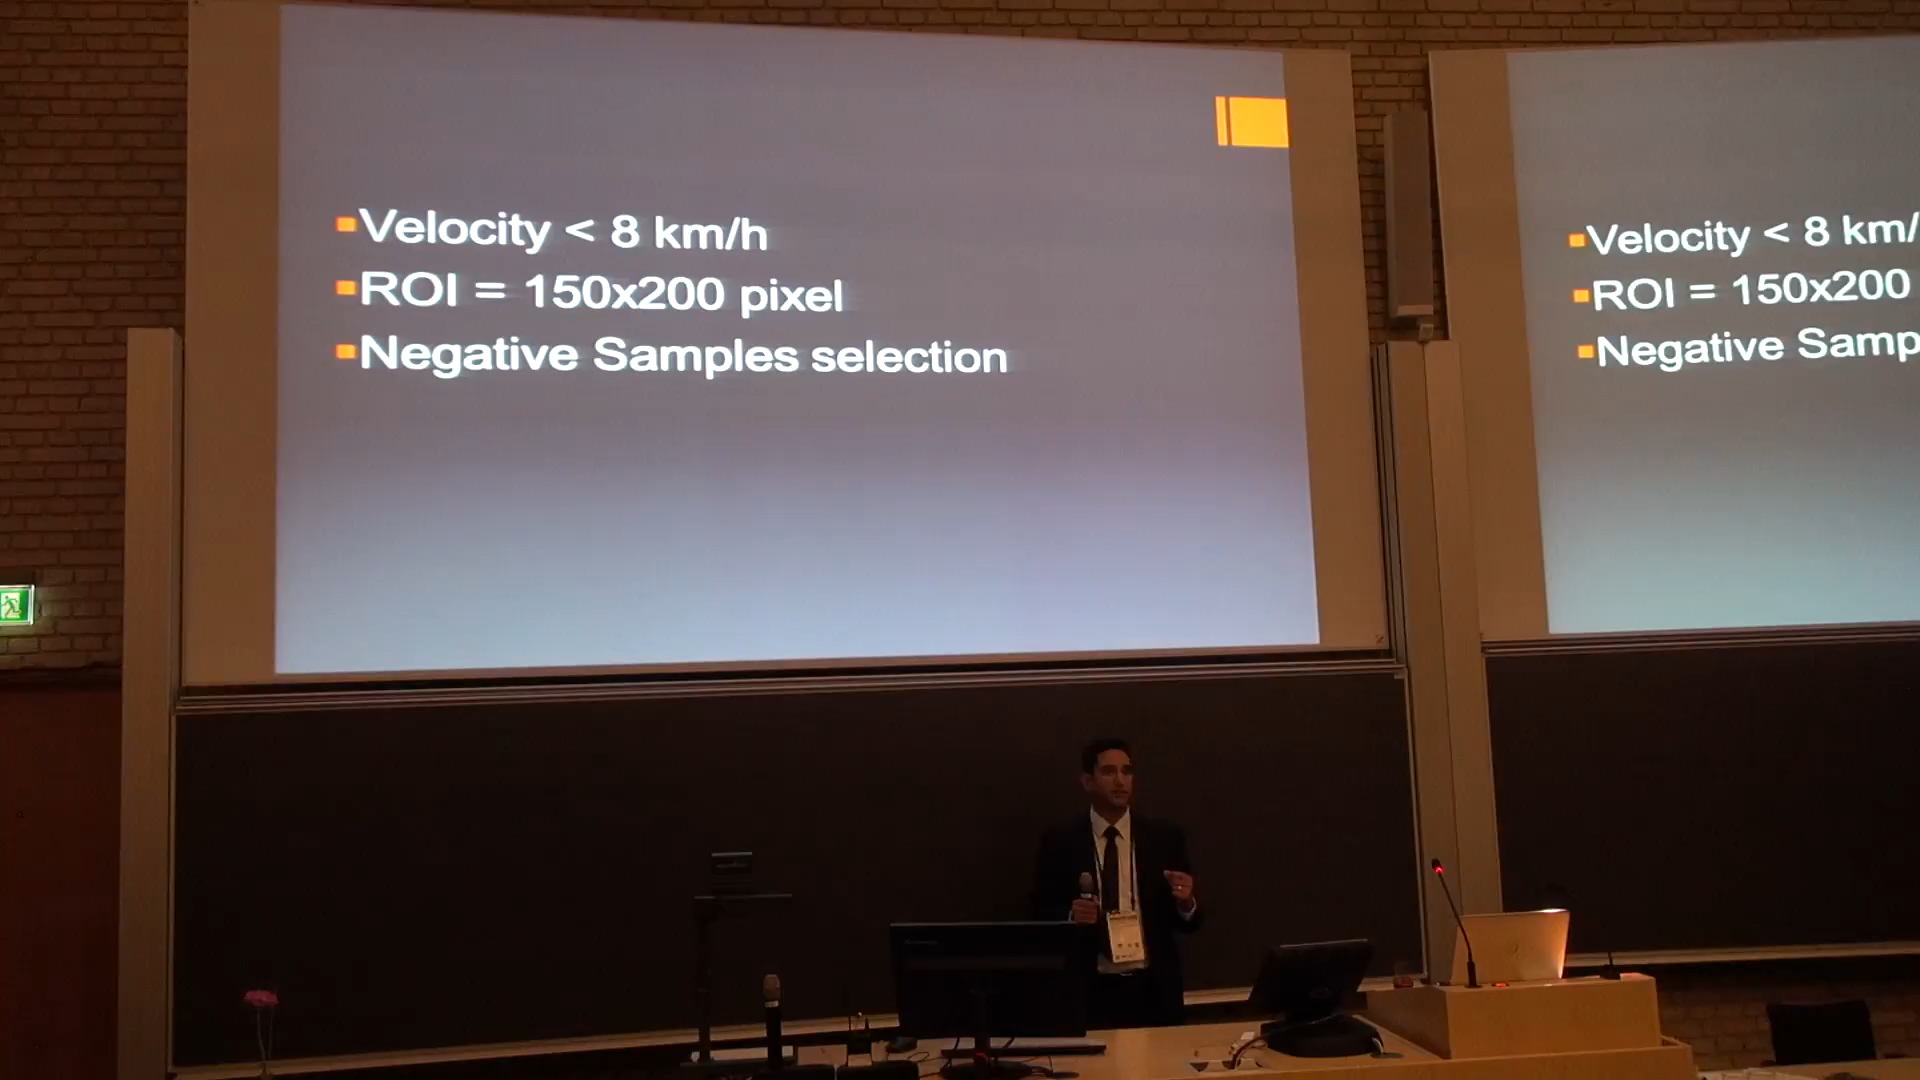 Velocity < 8 km/h
ROI = 150x200 pixel
Negative Samples selection
Velocity < 8 km/
ROI = 150x200
Negative Samp